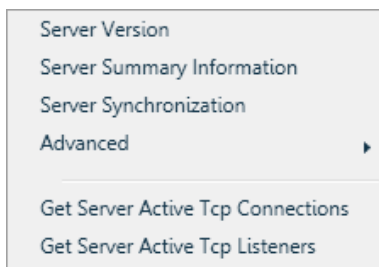 Server Version
Server Summary Information
Server Synchronization
Advanced
Get Server Active Tcp Connections
Get Server Active Tcp Listeners